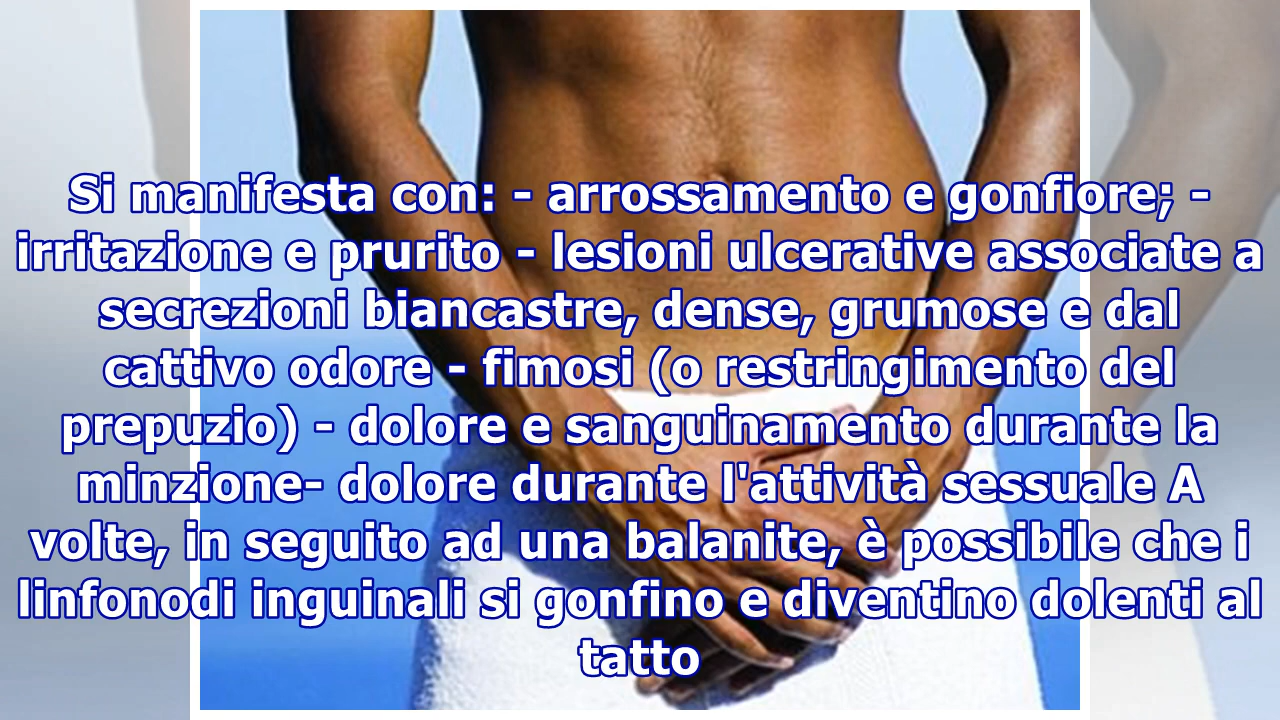 Si manifesta con: - arrossamento e gonfiore; -
irritazione e prurito - lesioni ulcerative associate a
secrezioni biancastre, dense, grumose e dal
cattivo odore - fimosi (o restringimento del
prepuzio) - dolore e sanguinamento durante la
minzione- dolore durante l'attività sessuale A
volte, in seguito ad una balanite, è possibile che i
linfonodi inguinali si gonfino e diventino dolenti al
tatto